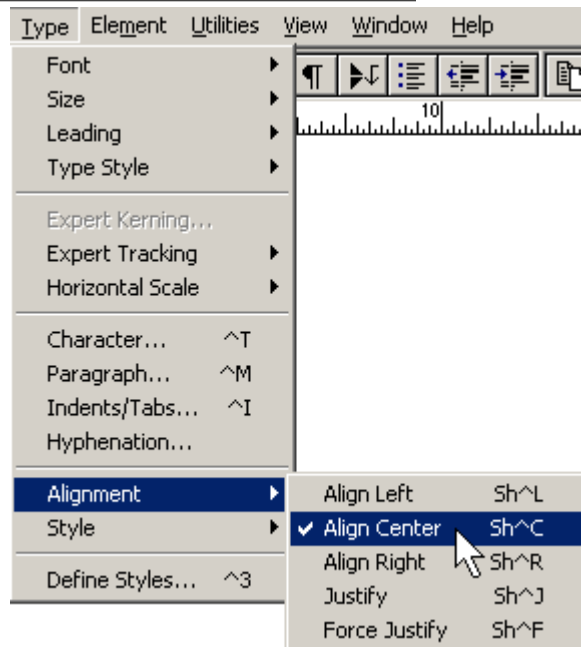 Type Element Utilities View Window Help
Font
Size
10
Leading
Type Style
Expert Kerning...
Expert Tracking
Horizontal Scale
Character... ^T
Paragraph... ^M
Indents/Tabs... ^I
Hyphenation...
Alignment
Align Left Sh^L
Style
✓ Align Center Sh^C
Align Right Sh^R
Define Styles... ^3
Justify Sh^J
Force Justify Sh^F